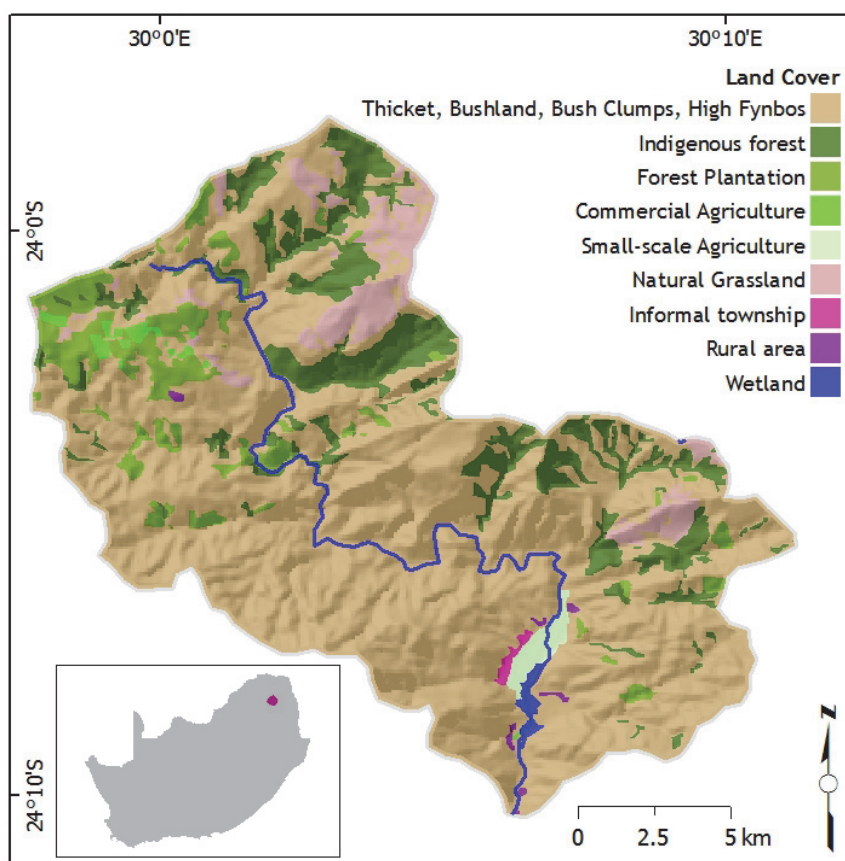 30°0'E 30°10'E
Land Cover
Thicket, Bushland, Bush Clumps, High Fynbos
Indigenous forest
Forest Plantation
Commercial Agriculture
Small-scale Agriculture
Natural Grassland
Informal township
Rural area
Wetland
24°0'S
24°10'S
N
0 2.5 5 km